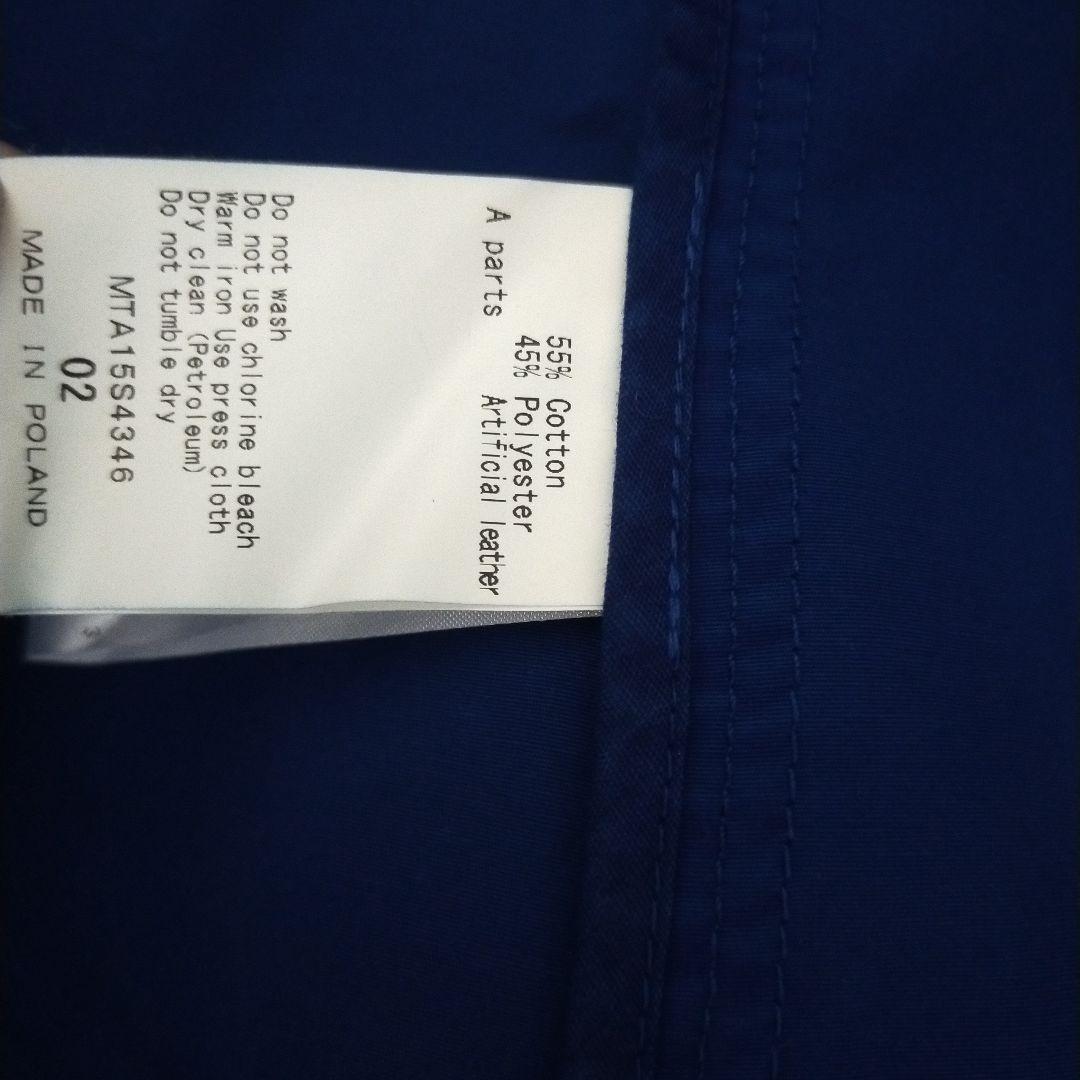 55% Cotton
45% Polyester
A parts Artificial leather
Do not wash
Do not use chlorine bleach
Warm iron Use press cloth
Dry clean (Petroleum)
Do not tumble dry
MTA15S4346
02
MADE IN POLAND